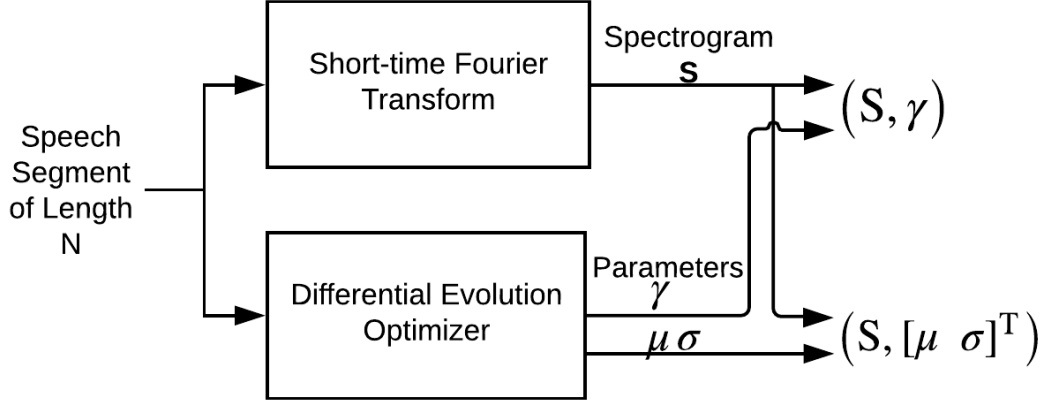 Speech
Segment
of Length
N
Short-time Fourier
Transform
Spectrogram
S
(S, γ)
Differential Evolution
Optimizer
Parameters
γ
μ σ
(S, [μ σ]ᵀ)